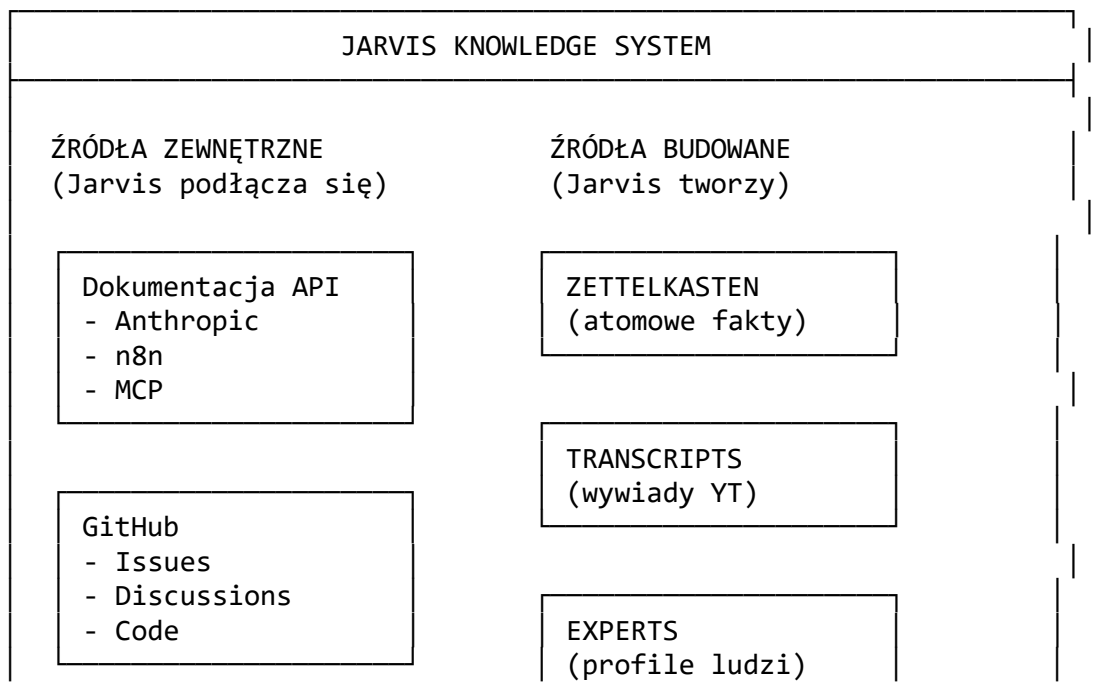 JARVIS KNOWLEDGE SYSTEM
ŹRÓDŁA ZEWNĘTRZNE
(Jarvis podłącza się)
ŹRÓDŁA BUDOWANE
(Jarvis tworzy)
Dokumentacja API
- Anthropic
- n8n
- MCP
GitHub
- Issues
- Discussions
- Code
ZETTELKASTEN
(atomowe fakty)
TRANSCRIPTS
(wywiady YT)
EXPERTS
(profile ludzi)